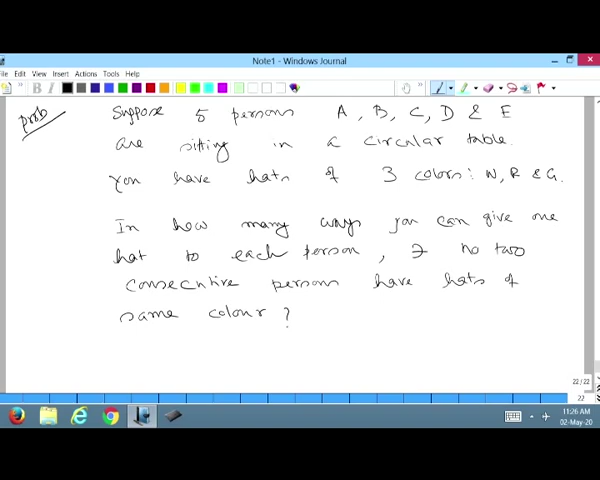 Note1 - Windows Journal
File Edit View Insert Actions Tools Help
prob
Suppose 5 persons A, B, C, D & E
are sitting in a circular table.
You have hats of 3 colors: W, R & G.
In how many ways you can give one
hat to each person, ∋ no two
consecutive persons have hats of
same colour?
22 / 22
22
11:26 AM
02-May-20